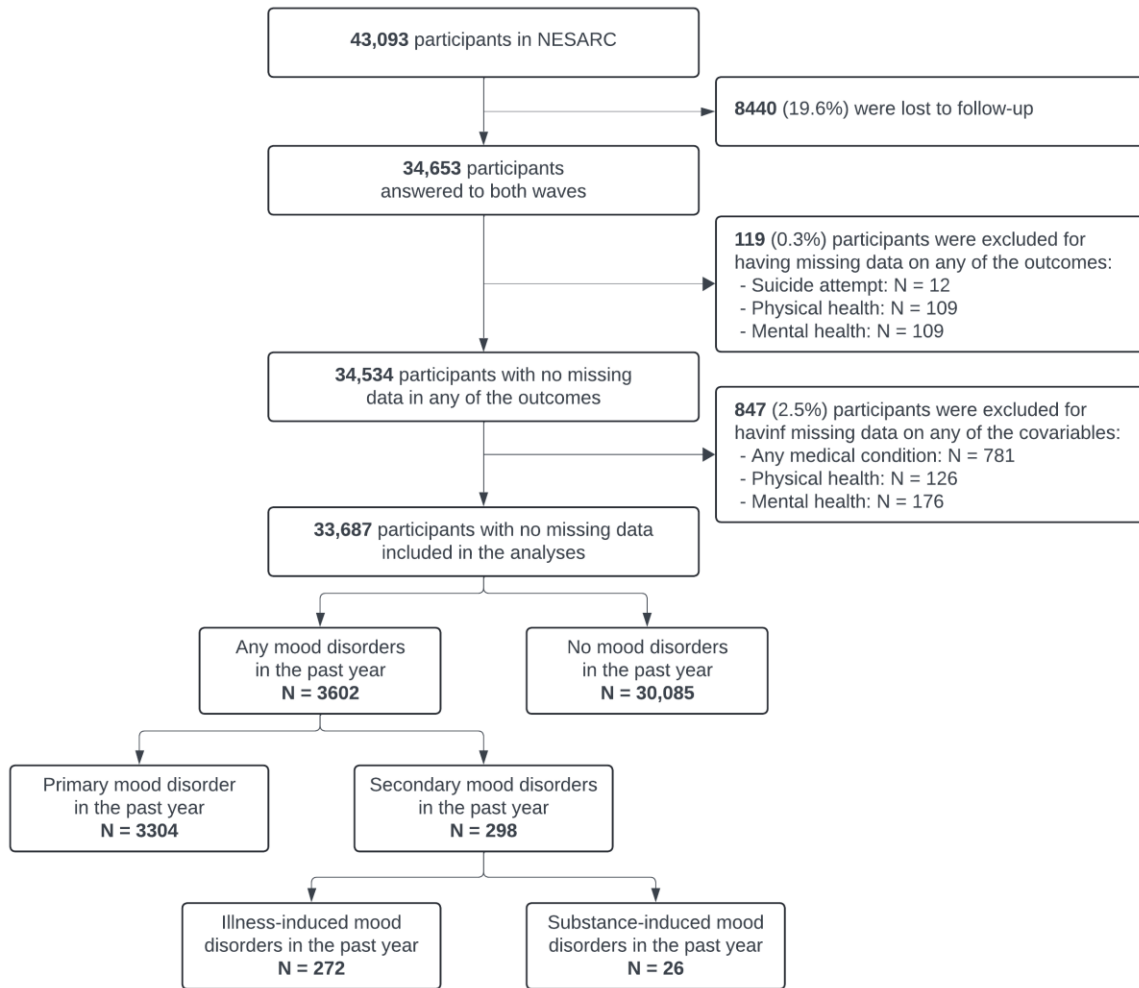 43,093 participants in NESARC
8440 (19.6%) were lost to follow-up
34,653 participants
answered to both waves
119 (0.3%) participants were excluded for
having missing data on any of the outcomes:
- Suicide attempt: N = 12
- Physical health: N = 109
- Mental health: N = 109
34,534 participants with no missing
data in any of the outcomes
847 (2.5%) participants were excluded for
havinf missing data on any of the covariables:
- Any medical condition: N = 781
- Physical health: N = 126
- Mental health: N = 176
33,687 participants with no missing data
included in the analyses
Any mood disorders
in the past year
N = 3602
No mood disorders
in the past year
N = 30,085
Primary mood disorder
in the past year
N = 3304
Secondary mood disorders
in the past year
N = 298
Illness-induced mood
disorders in the past year
N = 272
Substance-induced mood
disorders in the past year
N = 26